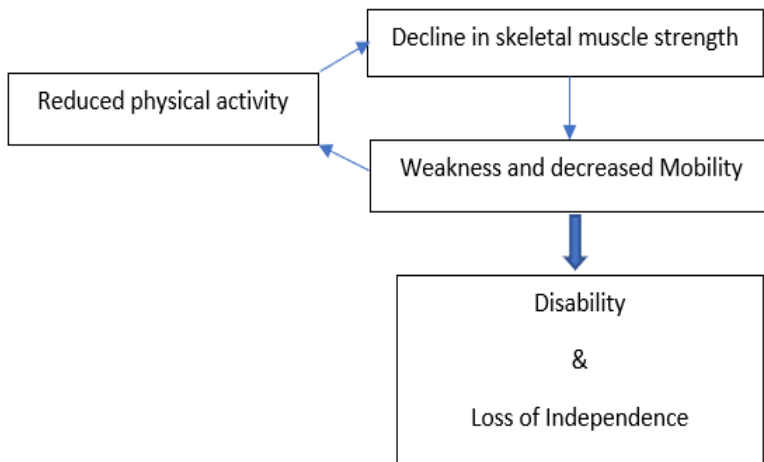 Decline in skeletal muscle strength
Reduced physical activity
Weakness and decreased Mobility
Disability
&
Loss of Independence